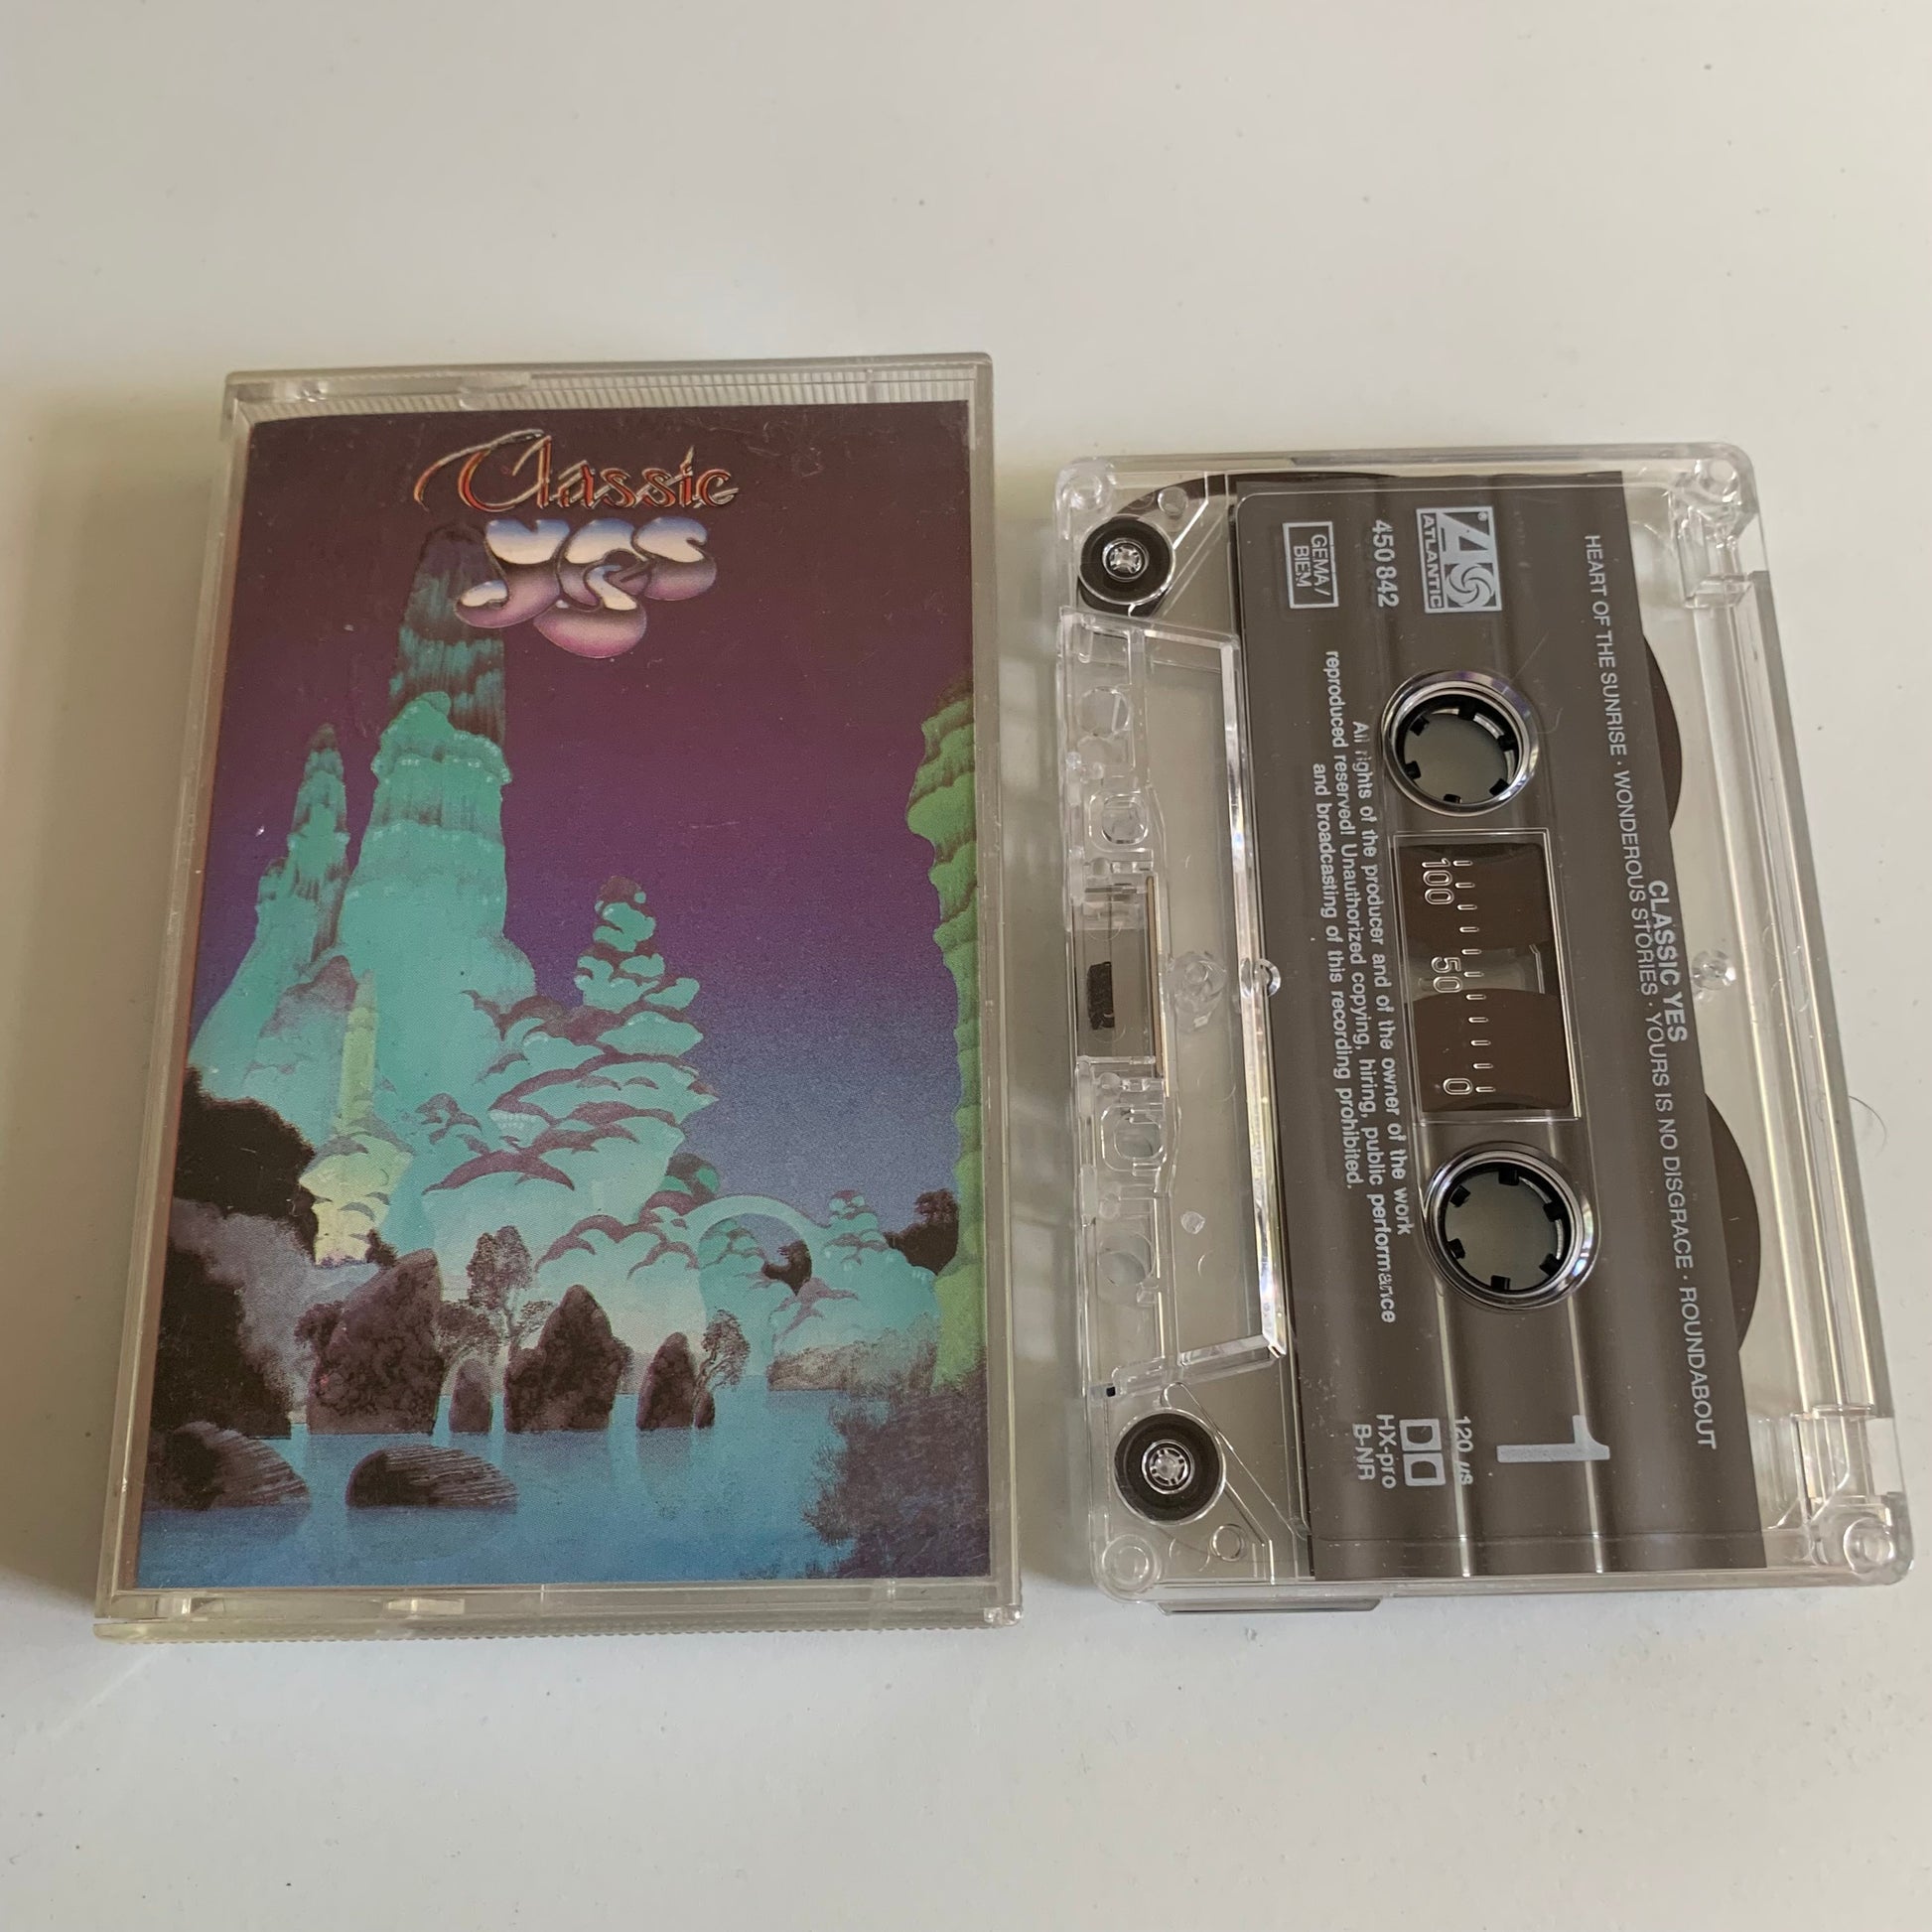 Classic
YES
CLASSIC YES
HEART OF THE SUNRISE · WONDEROUS STORIES · YOURS IS NO DISGRACE · ROUNDABOUT
ATLANTIC
450 842
GEMA/
BIEM
1
120 µs
HX-pro
B-NR
100 50 0
All rights of the producer and of the owner of the work
reproduced reserved! Unauthorized copying, hiring, public performance
and broadcasting of this recording prohibited.